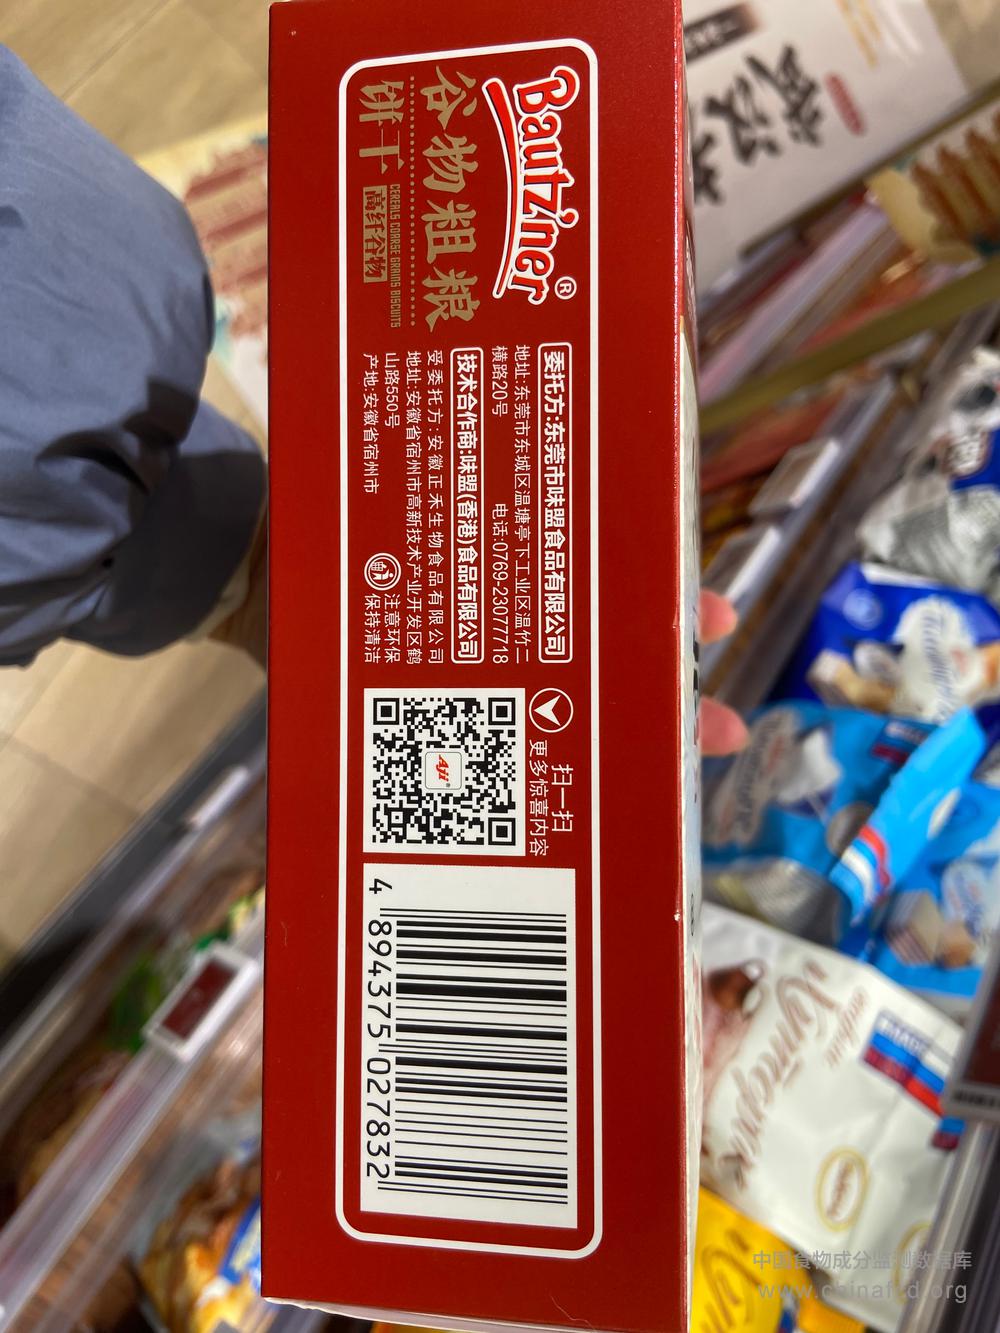 Bautzner®
谷物粗粮
饼干
CEREALS COARSE GRAINS BISCUITS
高纤谷物
委托方:东莞市味盟食品有限公司
地址:东莞市东城区温塘亭下工业区温竹二
横路20号 电话:0769-23077718
技术合作商:味盟(香港)食品有限公司
受委托方:安徽正禾生物食品有限公司
地址:安徽省宿州市高新技术产业开发区鹤
山路550号
产地:安徽省宿州市
注意环保
保持清洁
扫一扫
更多惊喜内容
Aji
4 894375 027832
中国食物成分监测数据库
www.chinafcd.org